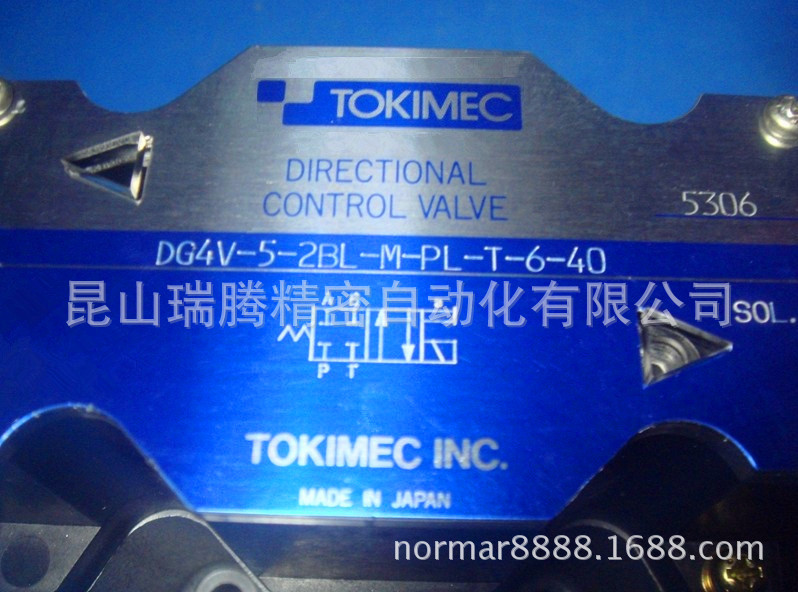 TOKIMEC
DIRECTIONAL
CONTROL VALVE
5306
DG4V-5-2BL-M-PL-T-6-40
昆山瑞腾精密自动化有限公司
SOL.
A B
P T
TOKIMEC INC.
MADE IN JAPAN
normar8888.1688.com